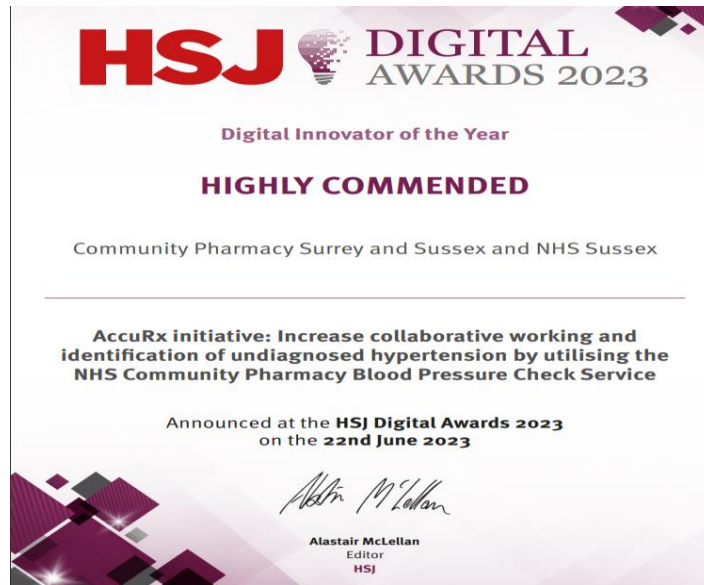 HSJ DIGITAL
AWARDS 2023
Digital Innovator of the Year
HIGHLY COMMENDED
Community Pharmacy Surrey and Sussex and NHS Sussex
AccuRx initiative: Increase collaborative working and
identification of undiagnosed hypertension by utilising the
NHS Community Pharmacy Blood Pressure Check Service
Announced at the HSJ Digital Awards 2023
on the 22nd June 2023
Alastair McLellan
Alastair McLellan
Editor
HSJ